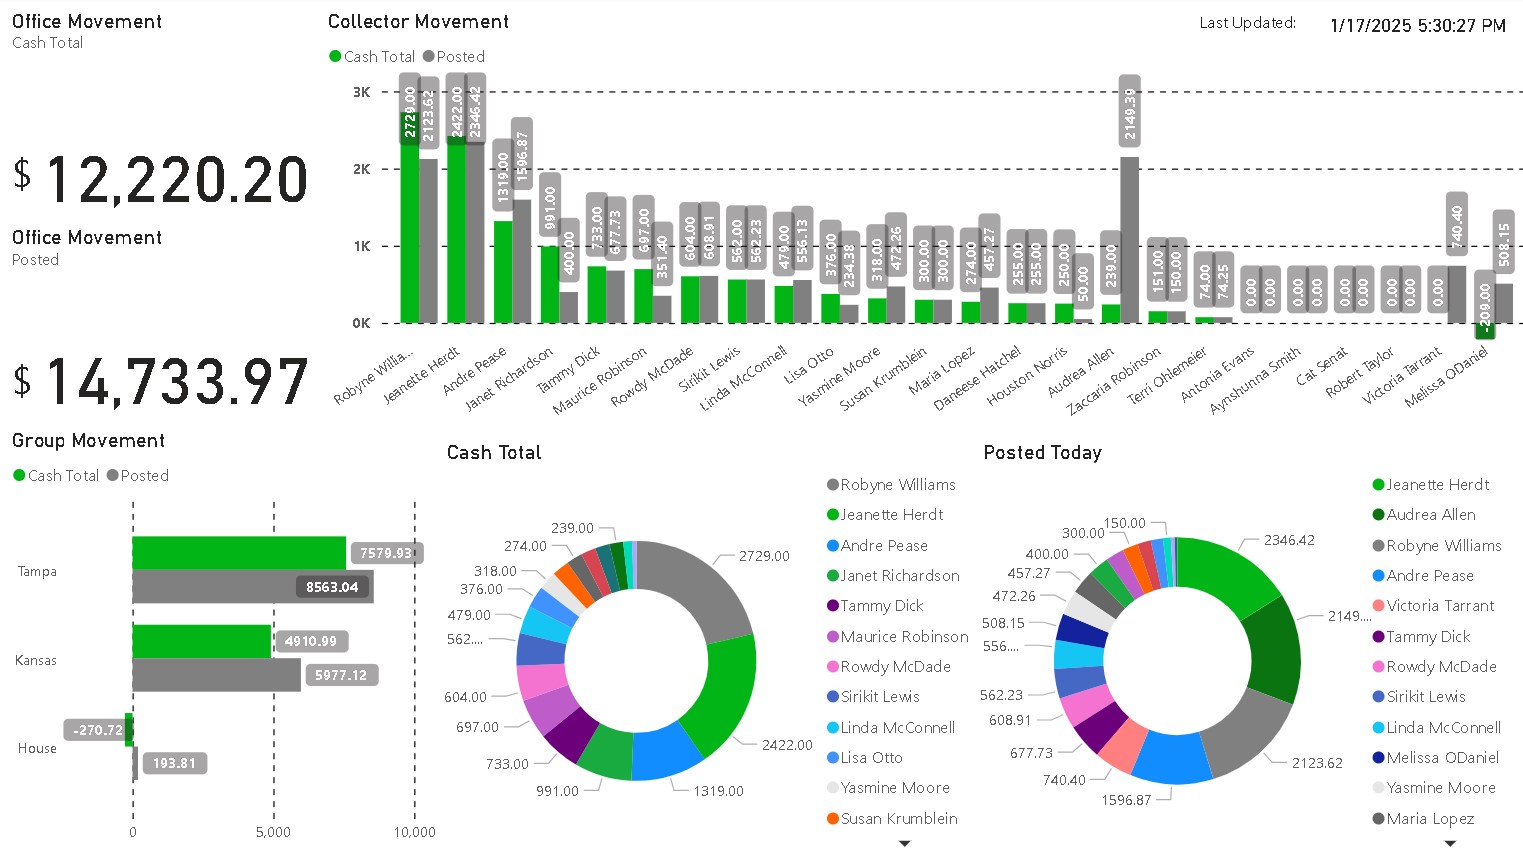 Office Movement
Cash Total
$ 12,220.20
Office Movement
Posted
$ 14,733.97
Collector Movement
Cash Total Posted
Last Updated: 1/17/2025 5:30:27 PM
3K
2K
1K
0K
2729.00 2123.62 2422.00 2346.42 1319.00 1596.87 991.00 400.00 733.00 677.73 697.00 351.40 604.00 608.91 562.00 562.23 479.00 556.13 376.00 234.38 318.00 472.26 300.00 300.00 274.00 457.27 255.00 255.00 250.00 50.00 239.00 2149.39 151.00 150.00 74.00 74.25 0.00 0.00 0.00 0.00 0.00 0.00 0.00 0.00 0.00 740.40 -209.00 508.15
Robyne Willia...
Jeanette Herdt
Andre Pease
Janet Richardson
Tammy Dick
Maurice Robinson
Rowdy McDade
Sirikit Lewis
Linda McConnell
Lisa Otto
Yasmine Moore
Susan Krumblein
Maria Lopez
Daneese Hatchel
Houston Norris
Audrea Allen
Zaccaria Robinson
Terri Ohlemeier
Antonia Evans
Aynshunna Smith
Cat Senat
Robert Taylor
Victoria Tarrant
Melissa ODaniel
Group Movement
Cash Total Posted
Tampa
7579.93
8563.04
Kansas
4910.99
5977.12
House
-270.72
193.81
0 5,000 10,000
Cash Total
239.00
274.00
318.00
376.00
479.00
562....
604.00
697.00
733.00
991.00
1319.00
2422.00
2729.00
Robyne Williams
Jeanette Herdt
Andre Pease
Janet Richardson
Tammy Dick
Maurice Robinson
Rowdy McDade
Sirikit Lewis
Linda McConnell
Lisa Otto
Yasmine Moore
Susan Krumblein
Posted Today
150.00
300.00
400.00
457.27
472.26
508.15
556....
562.23
608.91
677.73
740.40
1596.87
2123.62
2149....
2346.42
Jeanette Herdt
Audrea Allen
Robyne Williams
Andre Pease
Victoria Tarrant
Tammy Dick
Rowdy McDade
Sirikit Lewis
Linda McConnell
Melissa ODaniel
Yasmine Moore
Maria Lopez